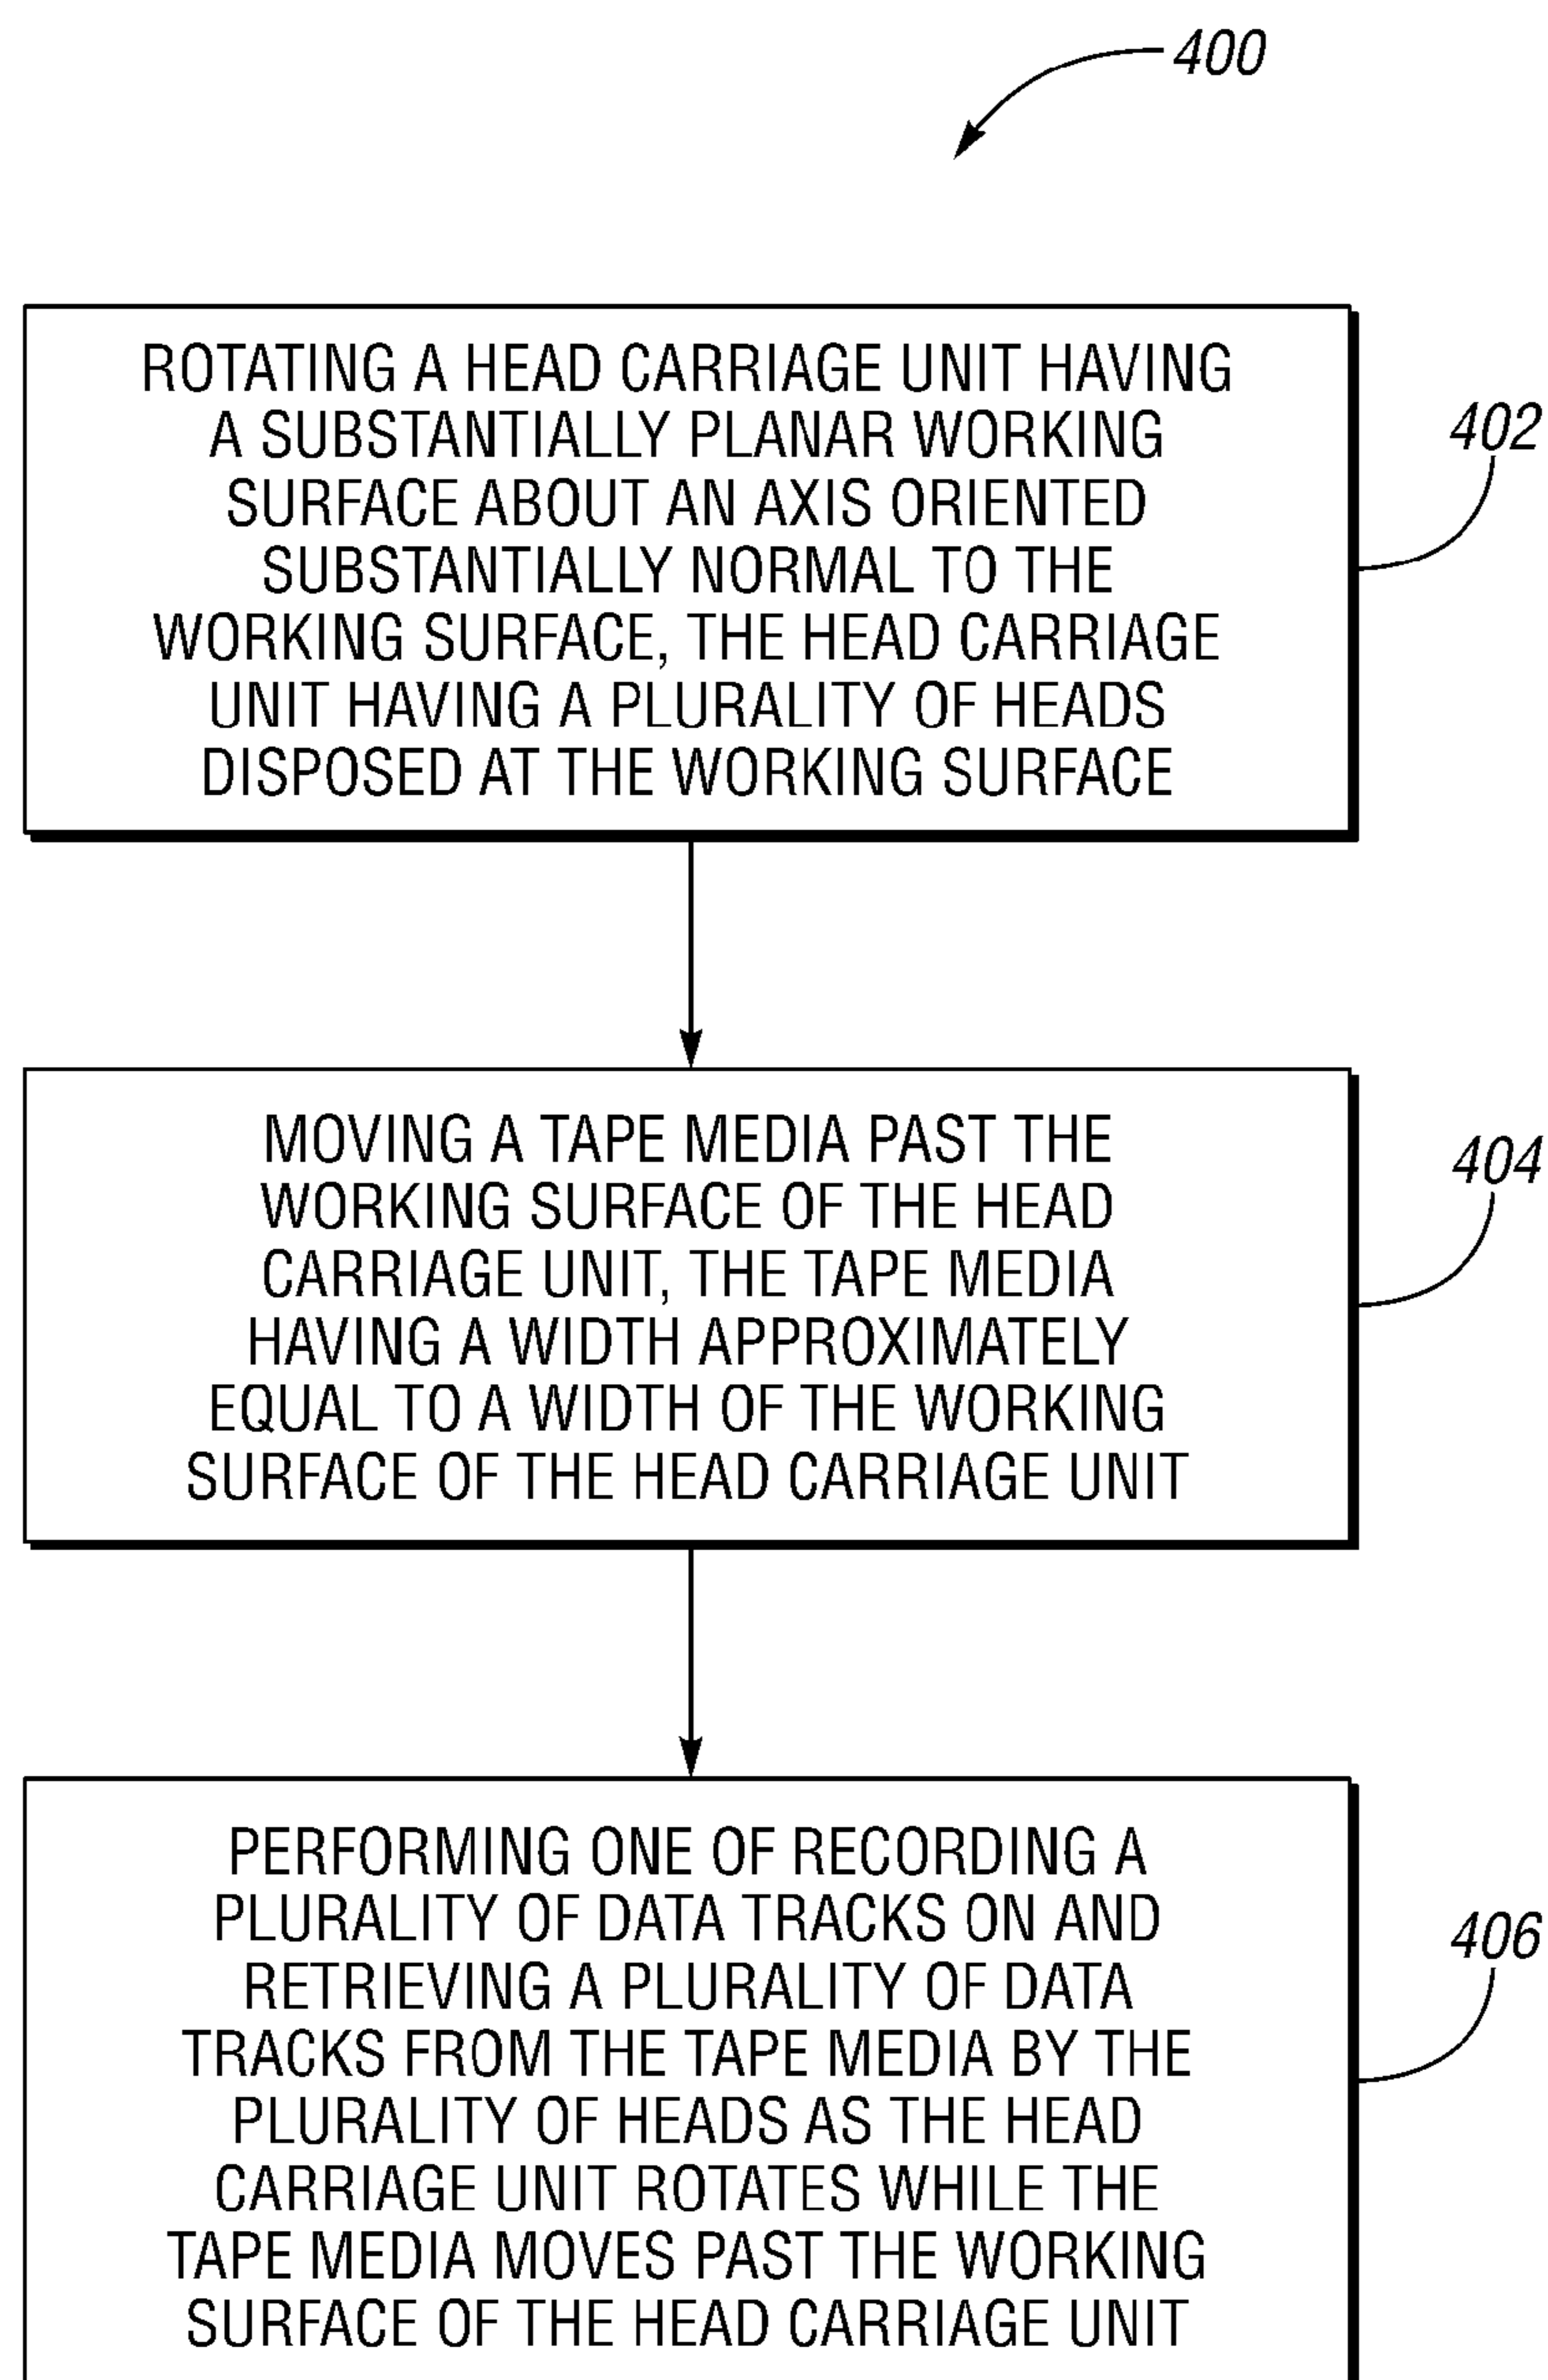 400
ROTATING A HEAD CARRIAGE UNIT HAVING
A SUBSTANTIALLY PLANAR WORKING
SURFACE ABOUT AN AXIS ORIENTED
SUBSTANTIALLY NORMAL TO THE
WORKING SURFACE, THE HEAD CARRIAGE
UNIT HAVING A PLURALITY OF HEADS
DISPOSED AT THE WORKING SURFACE
402
MOVING A TAPE MEDIA PAST THE
WORKING SURFACE OF THE HEAD
CARRIAGE UNIT, THE TAPE MEDIA
HAVING A WIDTH APPROXIMATELY
EQUAL TO A WIDTH OF THE WORKING
SURFACE OF THE HEAD CARRIAGE UNIT
404
PERFORMING ONE OF RECORDING A
PLURALITY OF DATA TRACKS ON AND
RETRIEVING A PLURALITY OF DATA
TRACKS FROM THE TAPE MEDIA BY THE
PLURALITY OF HEADS AS THE HEAD
CARRIAGE UNIT ROTATES WHILE THE
TAPE MEDIA MOVES PAST THE WORKING
SURFACE OF THE HEAD CARRIAGE UNIT
406